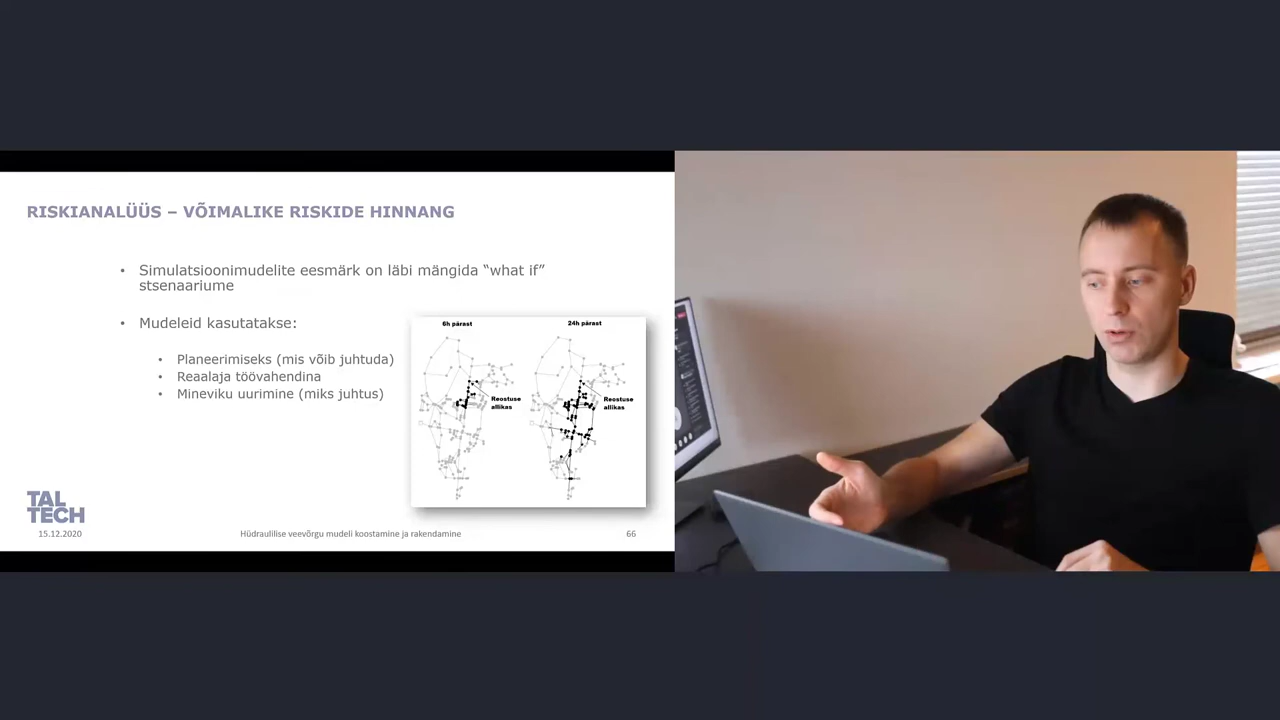 RISKIANALÜÜS – VÕIMALIKE RISKIDE HINNANG
• Simulatsioonimudelite eesmärk on läbi mängida “what if”
stsenaariume
• Mudeleid kasutatakse:
• Planeerimiseks (mis võib juhtuda)
• Reaalaja töövahendina
• Mineviku uurimine (miks juhtus)
6h pärast
24h pärast
Reostuse
allikas
Reostuse
allikas
TAL
TECH
15.12.2020
Hüdraulilise veevõrgu mudeli koostamine ja rakendamine
66